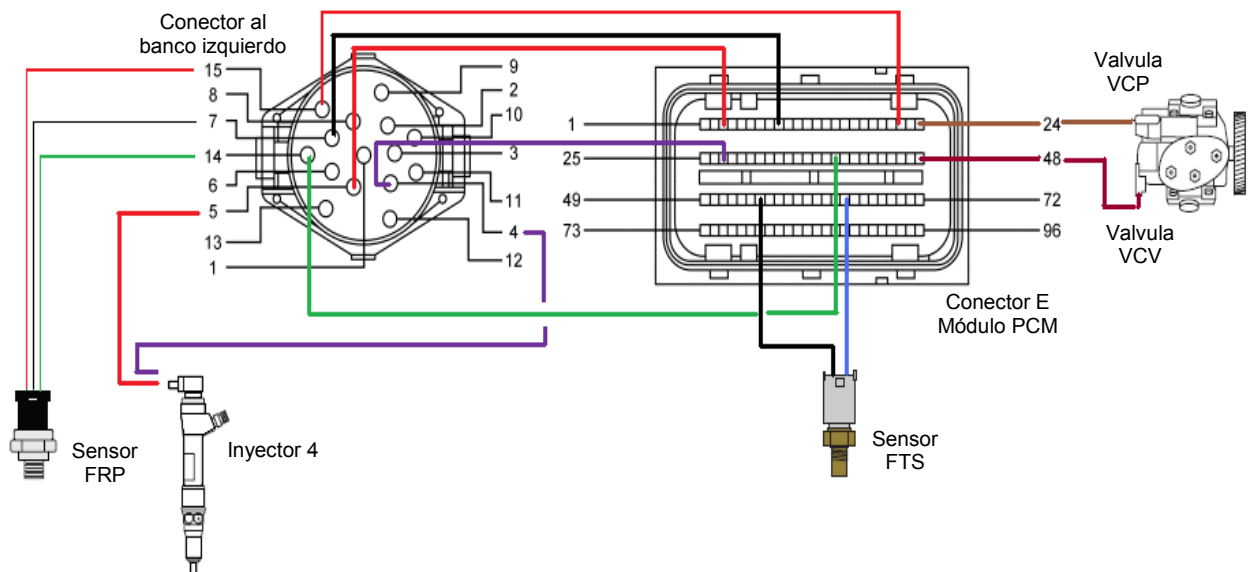 Conector al
banco izquierdo
15
8
7
14
6
5
13
1
9
2
10
3
11
4
12
1
25
49
73
24
48
72
96
Valvula
VCP
Valvula
VCV
Conector E
Módulo PCM
Sensor
FRP
Inyector 4
Sensor
FTS